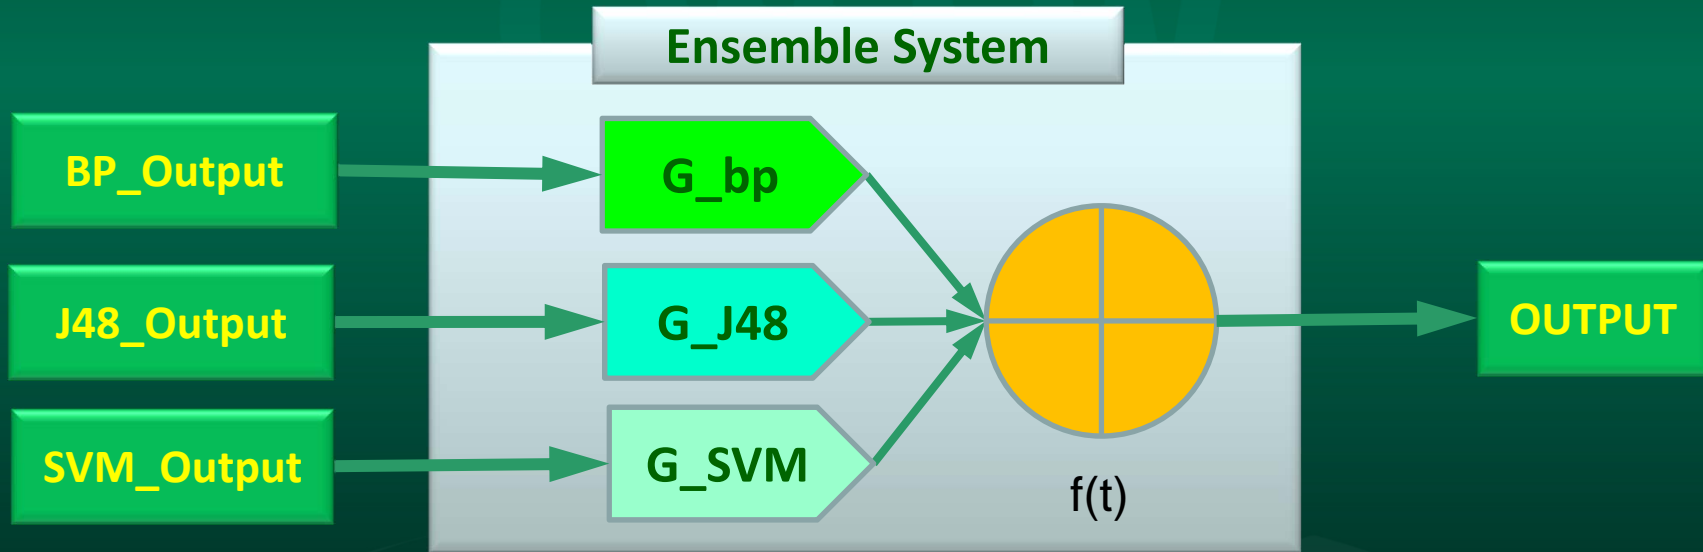 Ensemble System
BP_Output
G_bp
J48_Output
G_J48
OUTPUT
SVM_Output
G_SVM
f(t)